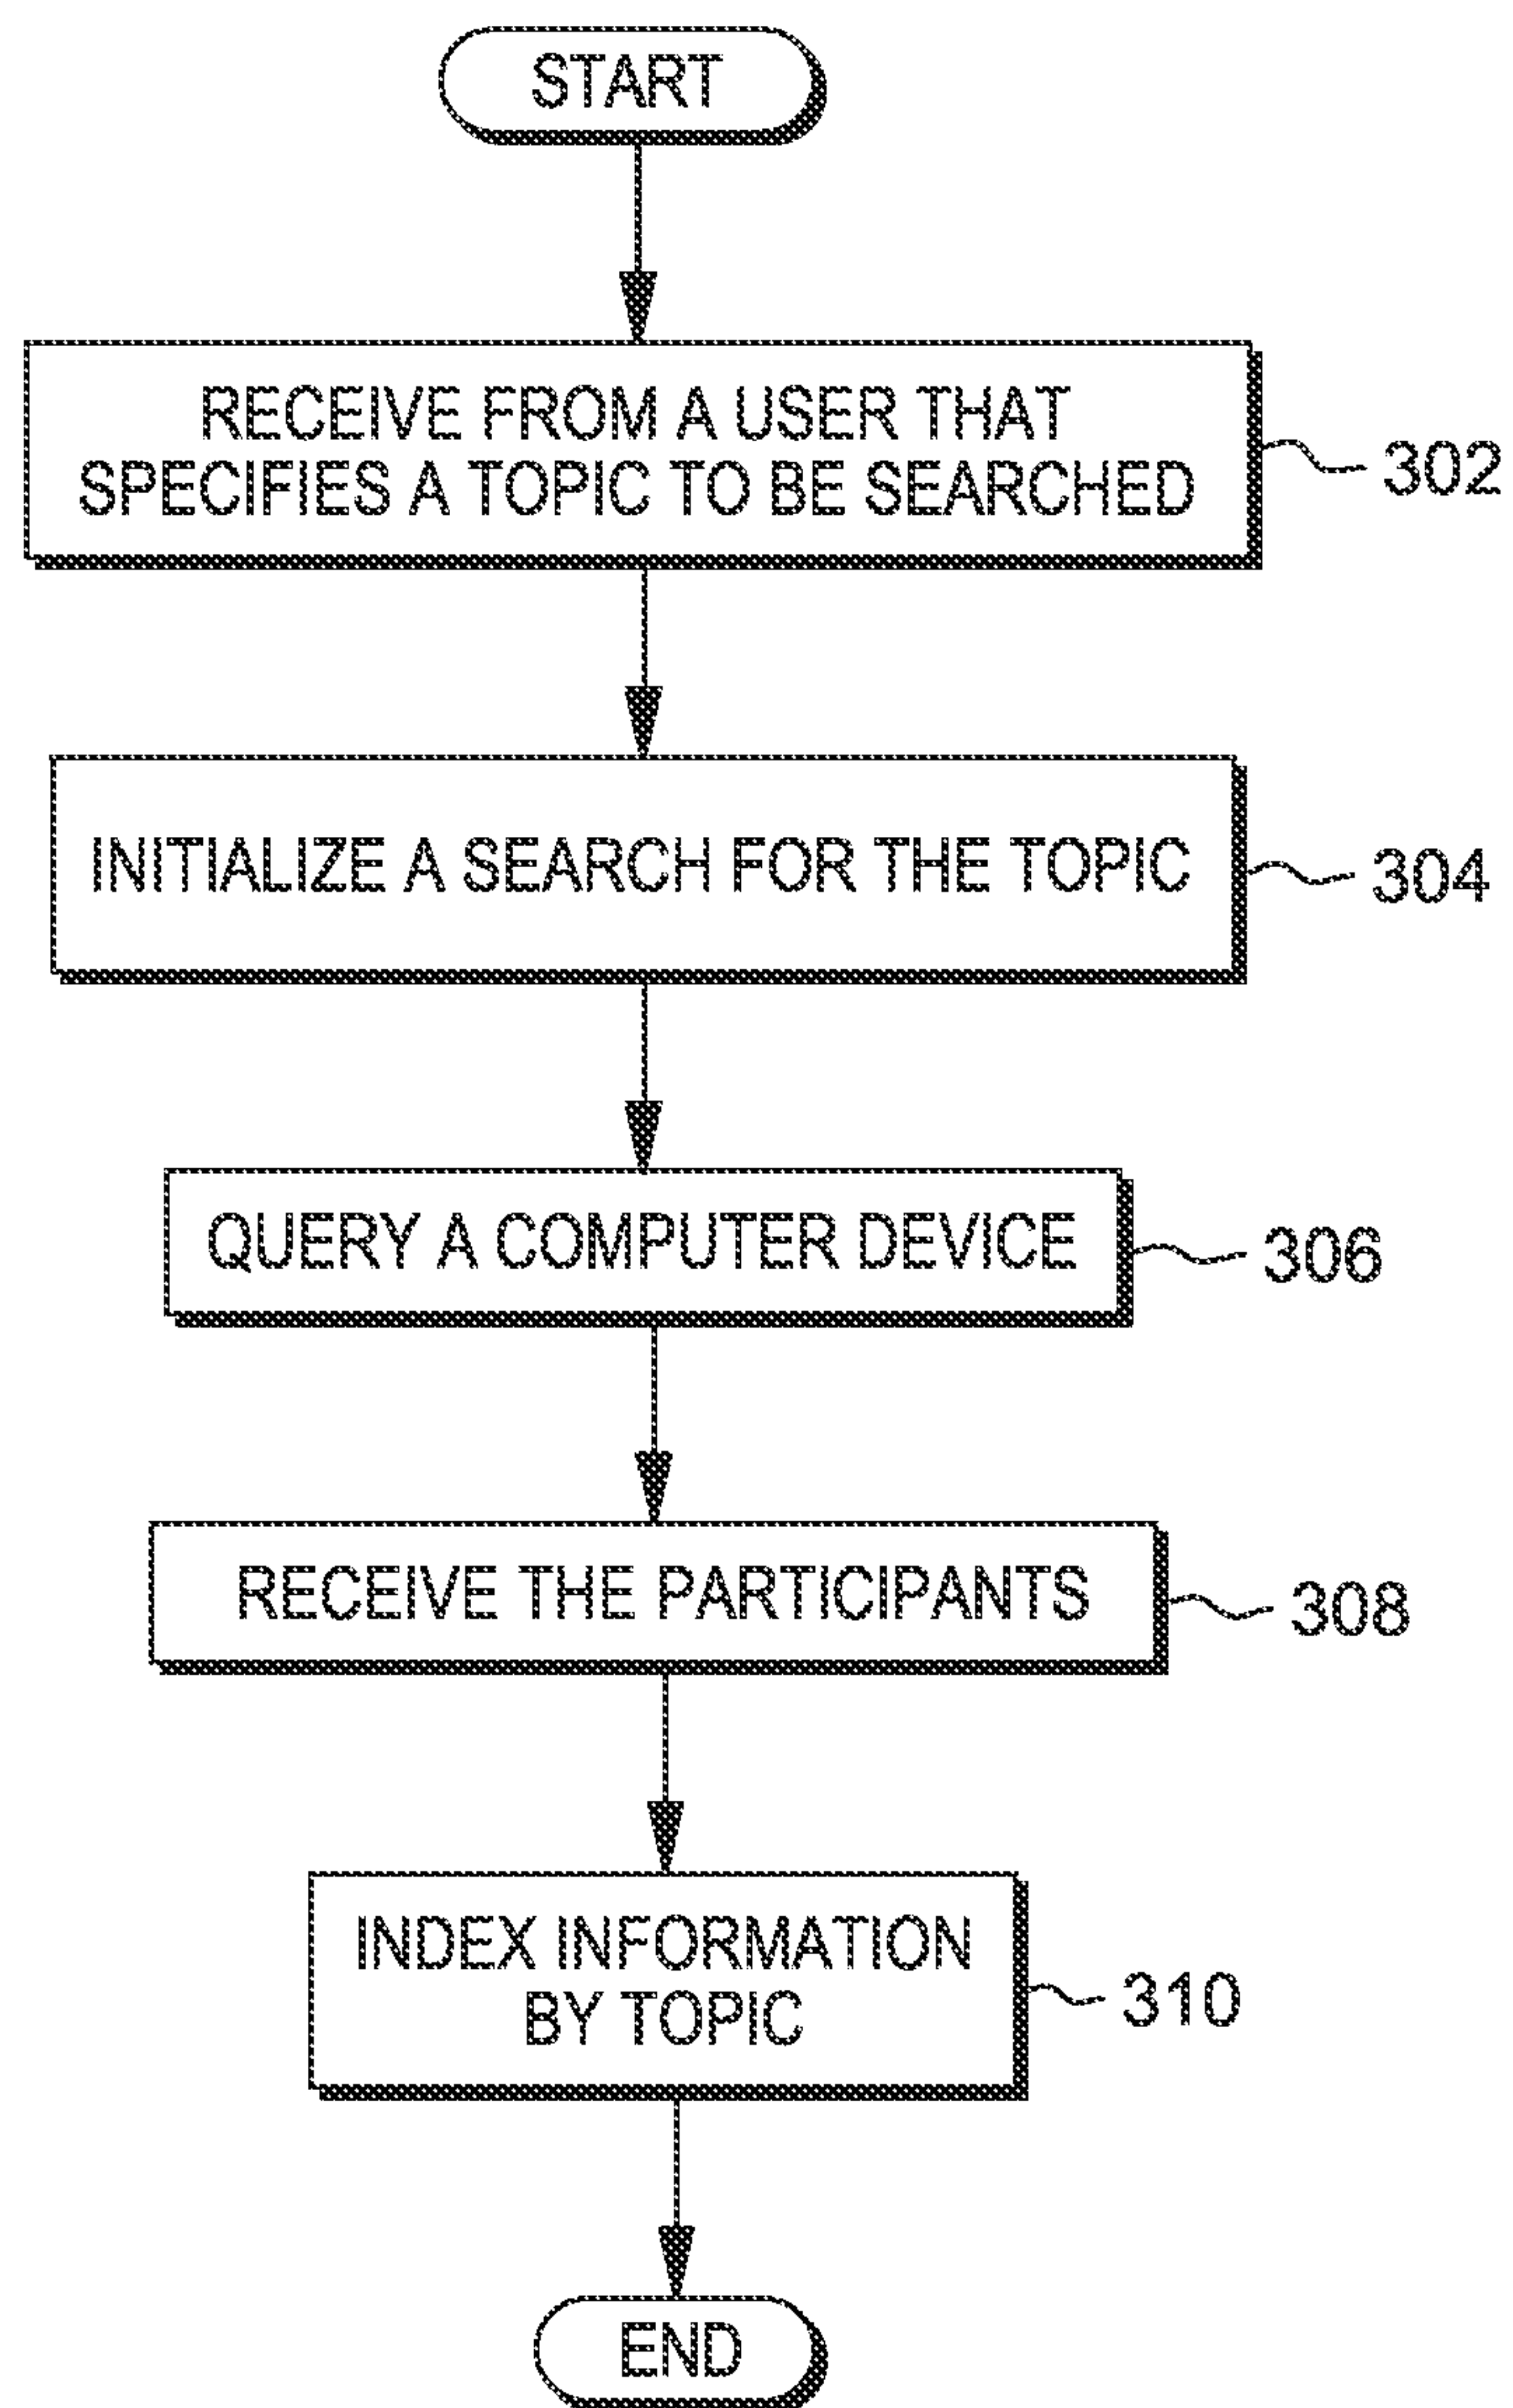 START
RECEIVE FROM A USER THAT
SPECIFIES A TOPIC TO BE SEARCHED
302
INITIALIZE A SEARCH FOR THE TOPIC
304
QUERY A COMPUTER DEVICE
306
RECEIVE THE PARTICIPANTS
308
INDEX INFORMATION
BY TOPIC
310
END